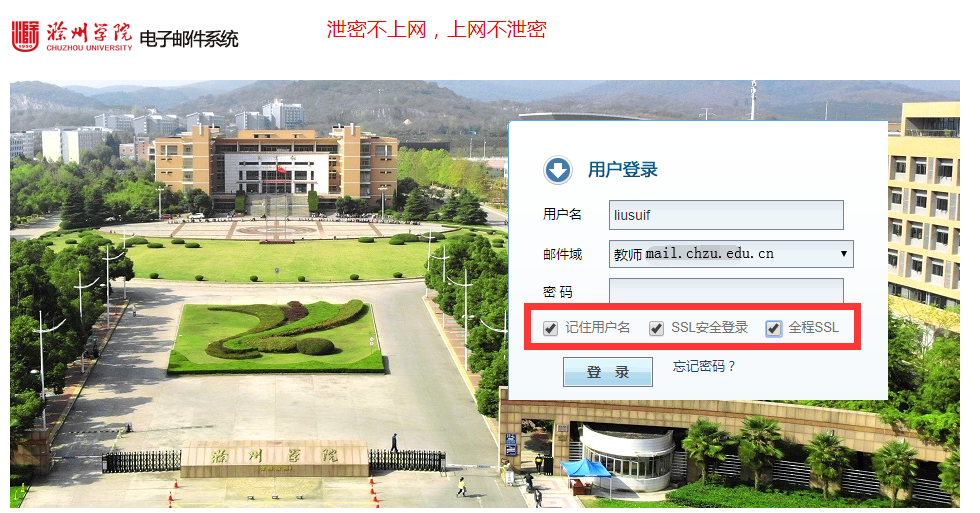 滁州学院
CHUZHOU UNIVERSITY
1950
电子邮件系统
泄密不上网，上网不泄密
用户登录
用户名 liusuif
邮件域 教师 mail.chzu.edu.cn
密 码
记住用户名 SSL安全登录 全程SSL
登 录 忘记密码？
滁州学院